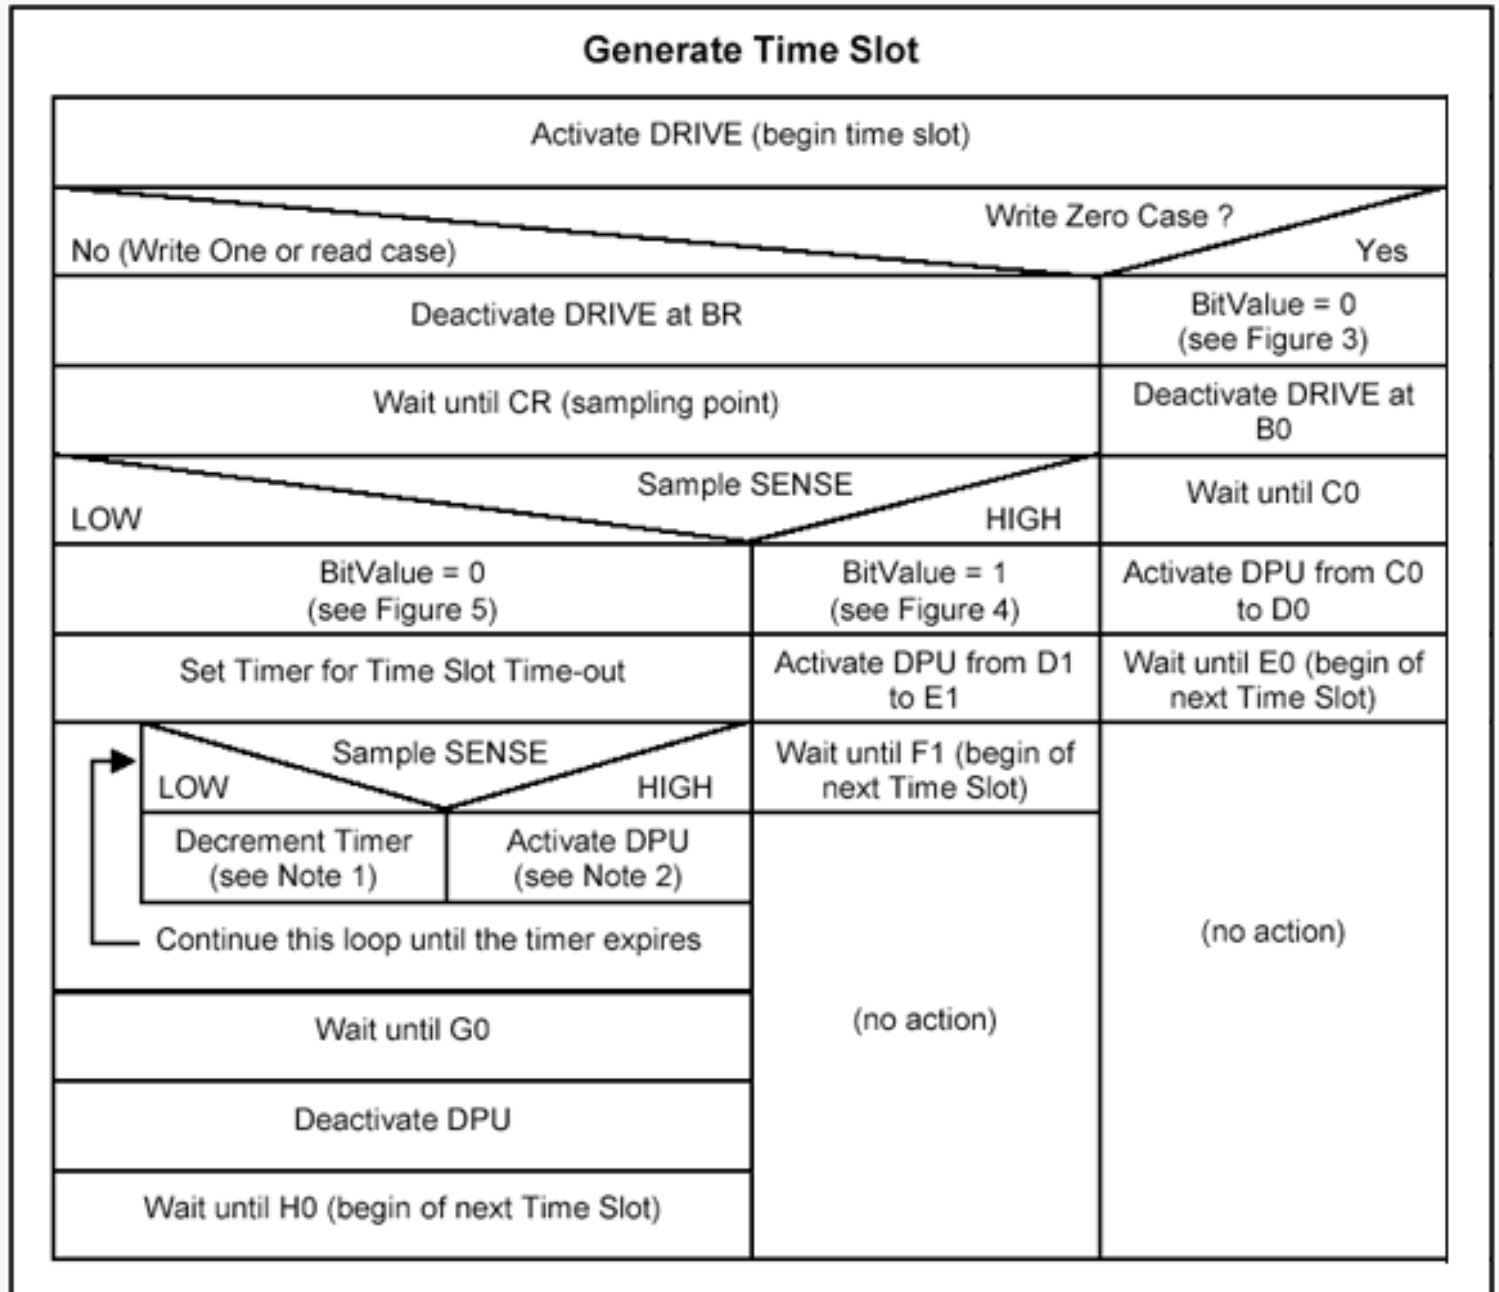 Generate Time Slot
Activate DRIVE (begin time slot)
Write Zero Case ?
No (Write One or read case)
Yes
Deactivate DRIVE at BR
BitValue = 0
(see Figure 3)
Wait until CR (sampling point)
Deactivate DRIVE at
B0
Sample SENSE
LOW
HIGH
Wait until C0
BitValue = 0
(see Figure 5)
BitValue = 1
(see Figure 4)
Activate DPU from C0
to D0
Set Timer for Time Slot Time-out
Activate DPU from D1
to E1
Wait until E0 (begin of
next Time Slot)
Sample SENSE
LOW
HIGH
Wait until F1 (begin of
next Time Slot)
Decrement Timer
(see Note 1)
Activate DPU
(see Note 2)
Continue this loop until the timer expires
(no action)
(no action)
Wait until G0
Deactivate DPU
Wait until H0 (begin of next Time Slot)